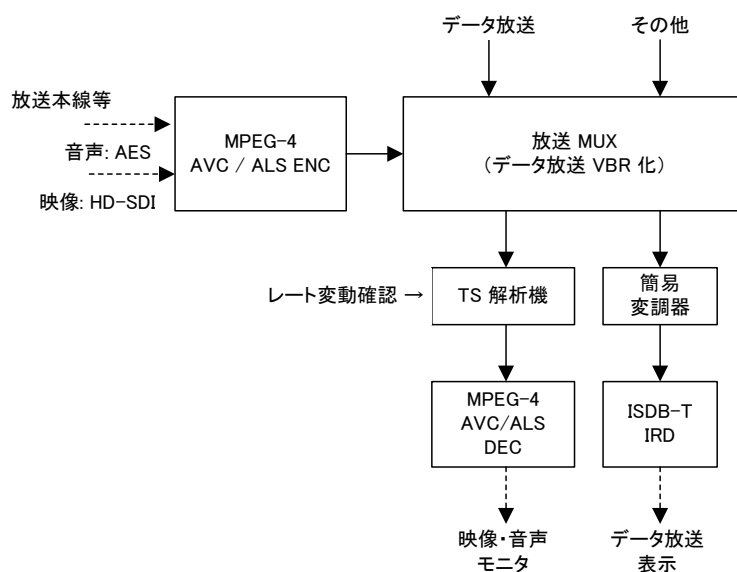 データ放送
その他
放送本線等
音声: AES
映像: HD-SDI
MPEG-4
AVC / ALS ENC
放送 MUX
(データ放送 VBR 化)
レート変動確認 →
TS 解析機
簡易
変調器
MPEG-4
AVC/ALS
DEC
ISDB-T
IRD
映像・音声
モニタ
データ放送
表示